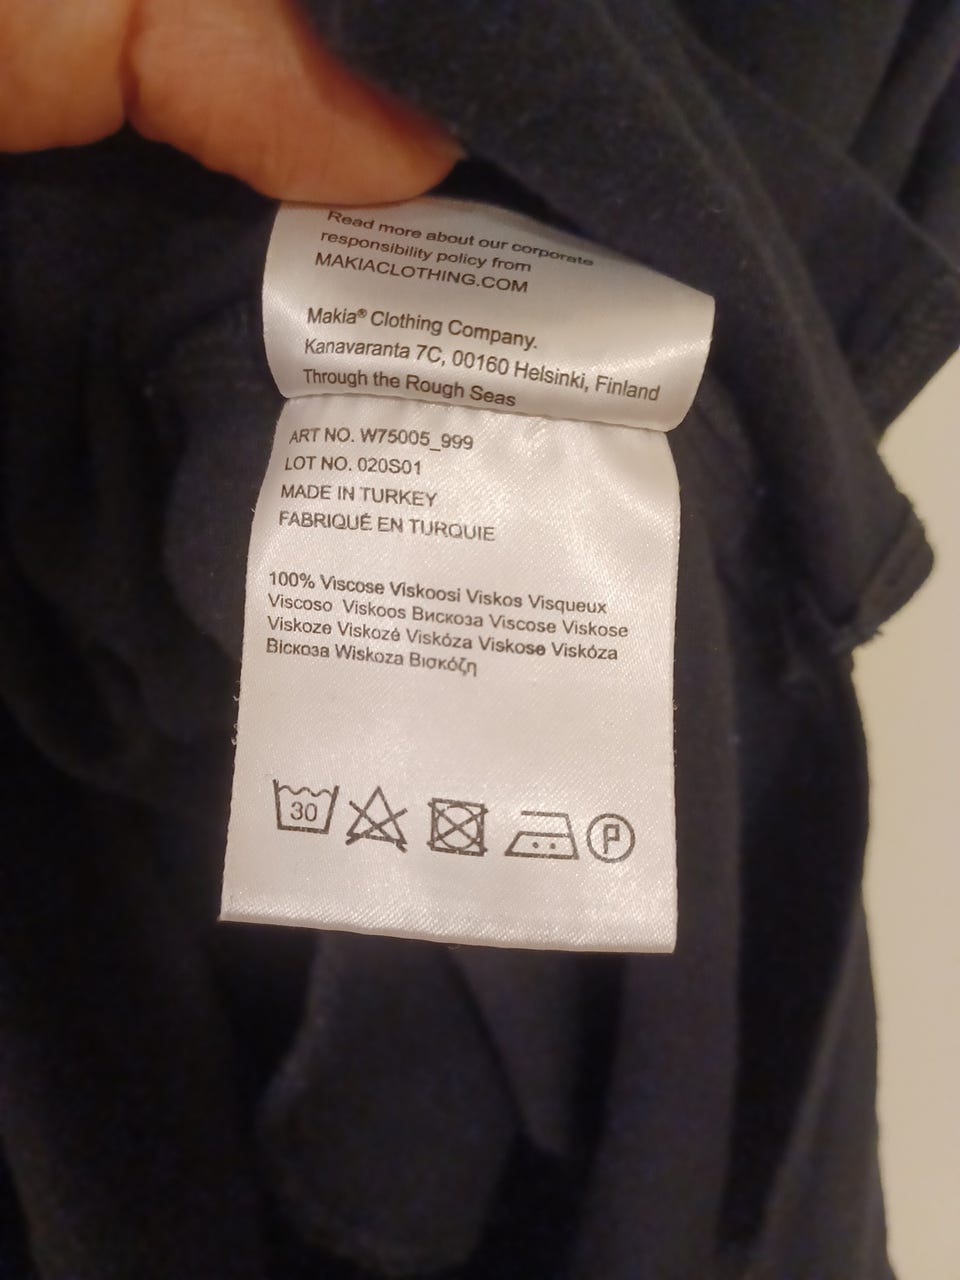 Read more about our corporate
responsibility policy from
MAKIACLOTHING.COM
Makia® Clothing Company.
Kanavaranta 7C, 00160 Helsinki, Finland
Through the Rough Seas
ART NO. W75005_999
LOT NO. 020S01
MADE IN TURKEY
FABRIQUÉ EN TURQUIE
100% Viscose Viskoosi Viskos Visqueux
Viscoso Viskoos Вискоза Viscose Viskose
Viskoze Viskozė Viskóza Viskose Viskóza
Віскоза Wiskoza Βισκόζη
30
P